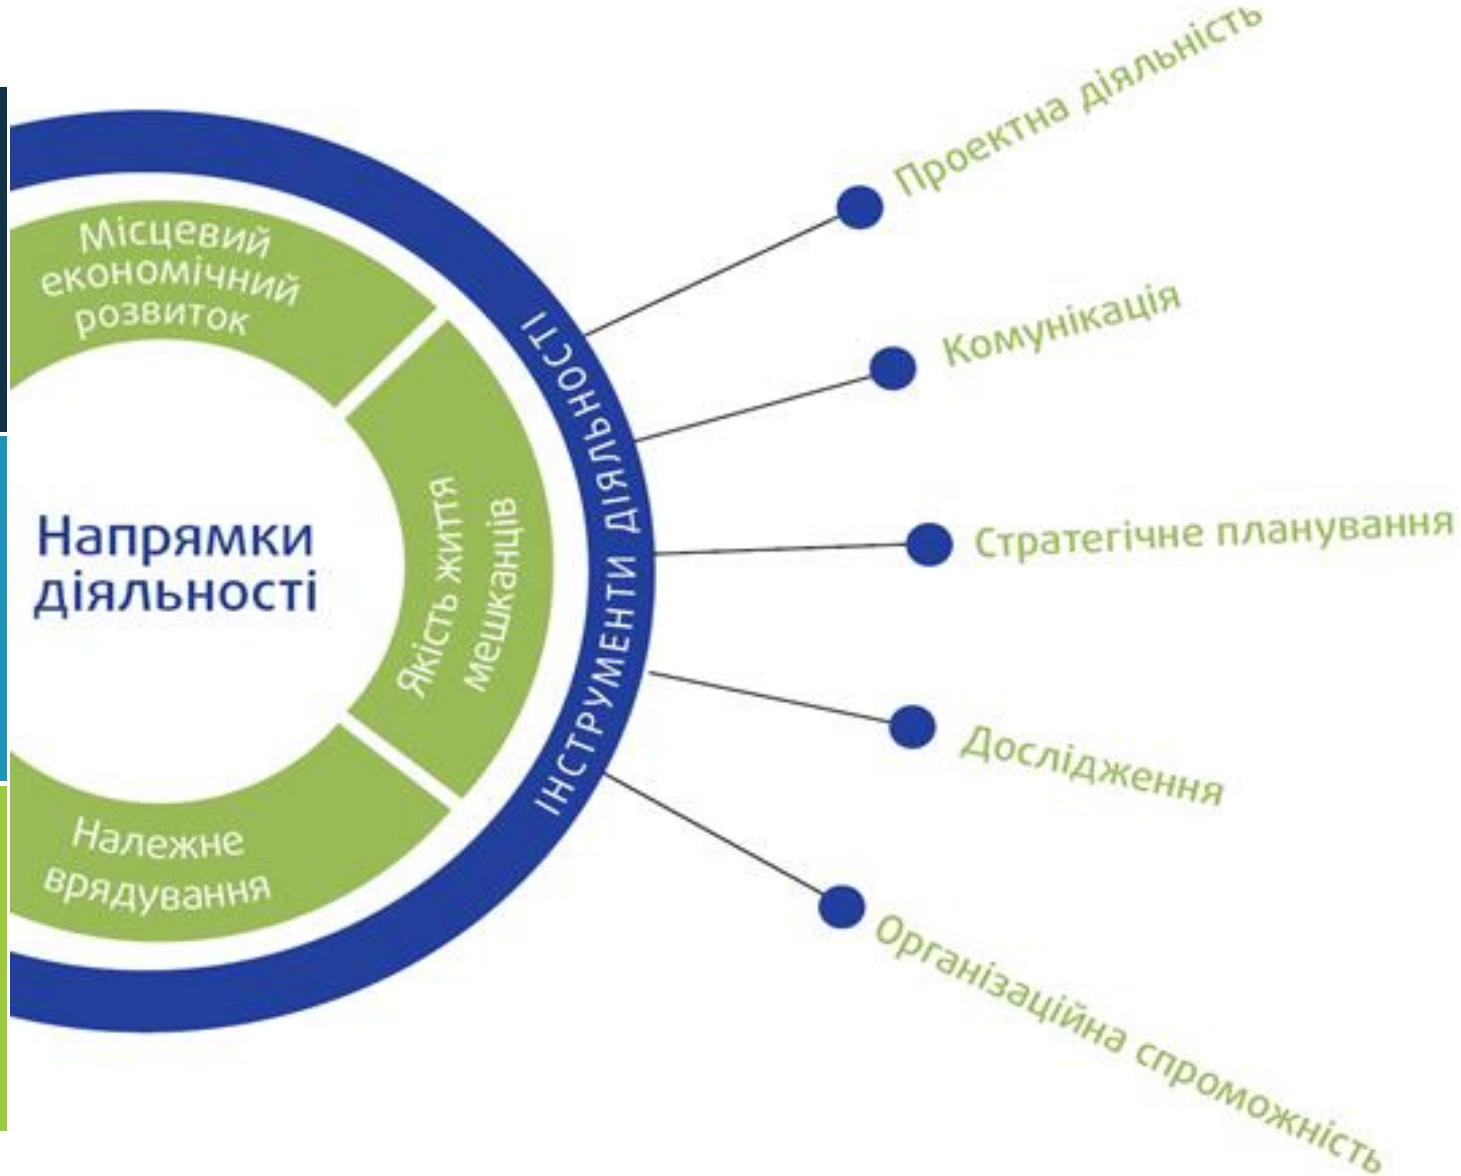 Місцевий
економічний
розвиток
Напрямки
діяльності
Якість життя
мешканців
Належне
врядування
ІНСТРУМЕНТИ ДІЯЛЬНОСТІ
Проектна діяльність
Комунікація
Стратегічне планування
Дослідження
Організаційна спроможність